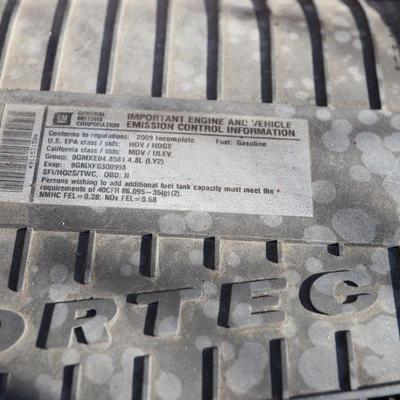 GM
GENERAL
MOTORS
CORPORATION
IMPORTANT ENGINE AND VEHICLE
EMISSION CONTROL INFORMATION
Conforms to regulations: 2009 Incomplete Fuel: Gasoline
U.S. EPA class / stds: HDV / HDGE
California class / stds: MDV / ULEV
Group: 9GMXE04.8581 4.8L (LY2)
Evap: 9GMXF0300998
SFI/HO2S/TWC, OBD: II
Persons wishing to add additional fuel tank capacity must meet the
requirements of 40CFR 86.095-35(g)(2).
NMHC FEL=0.28; NOx FEL=0.68
ORTEC